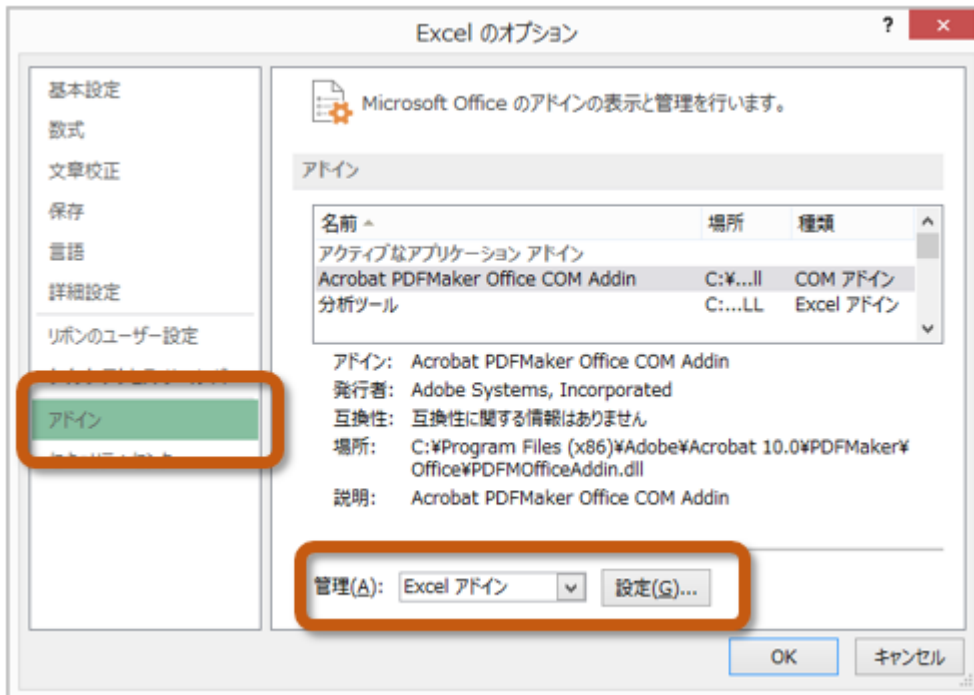 Excel のオプション
?
基本設定
数式
文章校正
保存
言語
詳細設定
リボンのユーザー設定
アドイン
Microsoft Office のアドインの表示と管理を行います。
アドイン
名前 場所 種類
アクティブなアプリケーション アドイン
Acrobat PDFMaker Office COM Addin C:¥...ll COM アドイン
分析ツール C:...LL Excel アドイン
アドイン: Acrobat PDFMaker Office COM Addin
発行者: Adobe Systems, Incorporated
互換性: 互換性に関する情報はありません
場所: C:¥Program Files (x86)¥Adobe¥Acrobat 10.0¥PDFMaker¥
Office¥PDFMOfficeAddin.dll
説明: Acrobat PDFMaker Office COM Addin
管理(A): Excel アドイン 設定(G)...
OK キャンセル